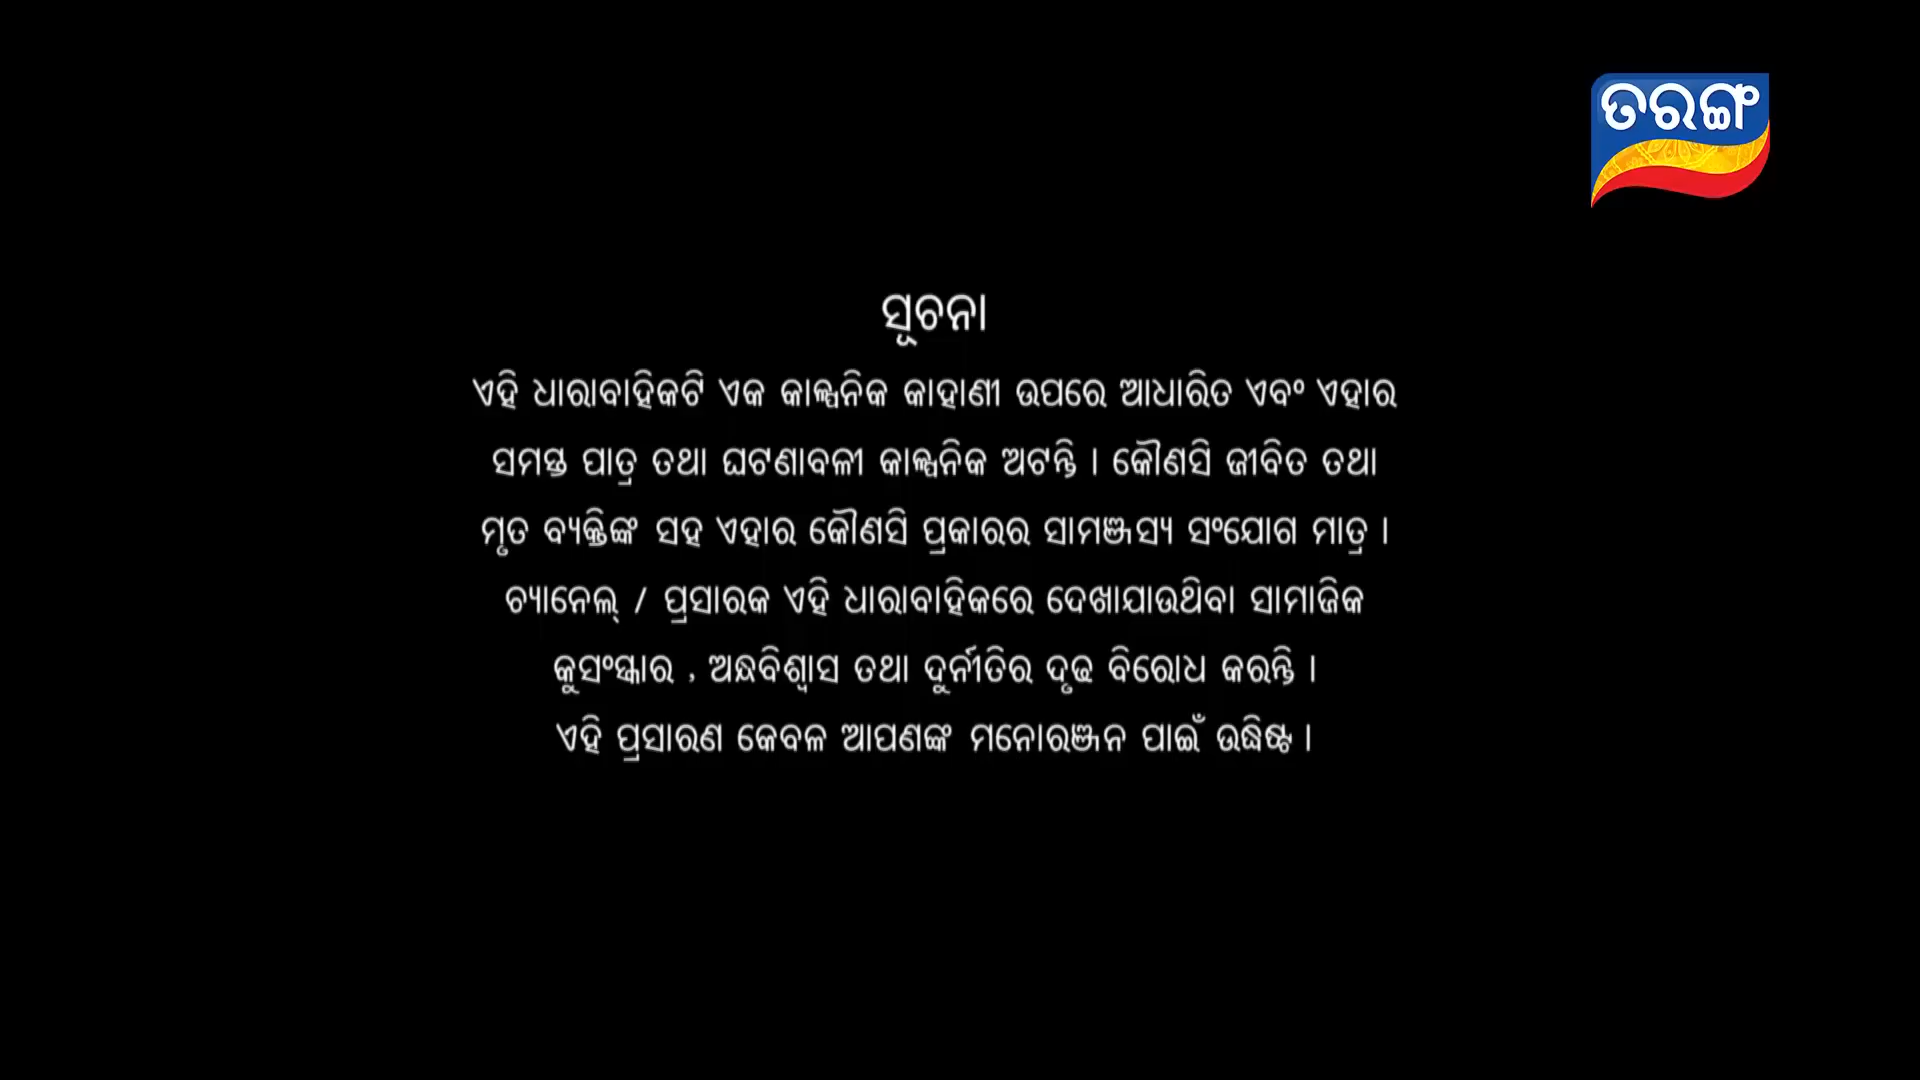 ତରଙ୍ଗ
ସୂଚନା
ଏହି ଧାରାବାହିକଟି ଏକ କାଳ୍ପନିକ କାହାଣୀ ଉପରେ ଆଧାରିତ ଏବଂ ଏହାର
ସମସ୍ତ ପାତ୍ର ତଥା ଘଟଣାବଳୀ କାଳ୍ପନିକ ଅଟନ୍ତି । କୌଣସି ଜୀବିତ ତଥା
ମୃତ ବ୍ୟକ୍ତିଙ୍କ ସହ ଏହାର କୌଣସି ପ୍ରକାରର ସାମଞ୍ଜସ୍ୟ ସଂଯୋଗ ମାତ୍ର ।
ଚ୍ୟାନେଲ୍ / ପ୍ରସାରକ ଏହି ଧାରାବାହିକରେ ଦେଖାଯାଉଥିବା ସାମାଜିକ
କୁସଂସ୍କାର , ଅନ୍ଧବିଶ୍ୱାସ ତଥା ଦୁର୍ନୀତିର ଦୃଢ ବିରୋଧ କରନ୍ତି ।
ଏହି ପ୍ରସାରଣ କେବଳ ଆପଣଙ୍କ ମନୋରଞ୍ଜନ ପାଇଁ ଉଦ୍ଧିଷ୍ଟ ।